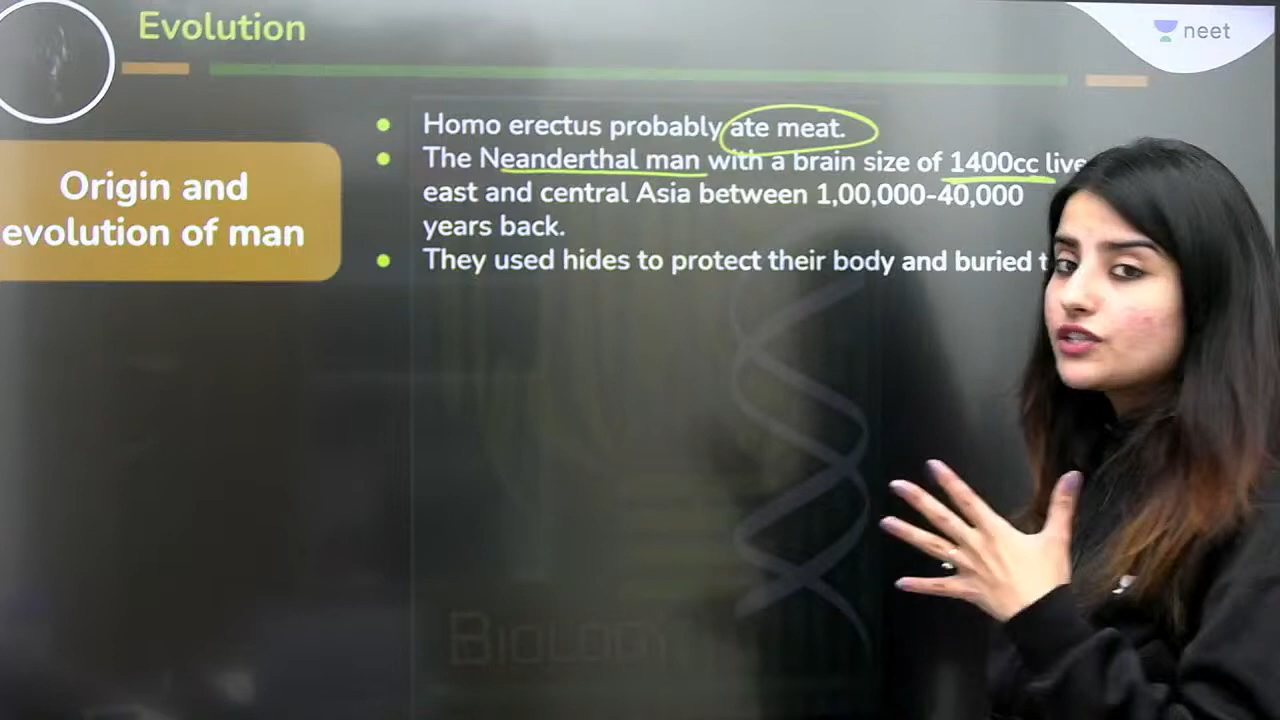 Evolution
neet
Origin and
evolution of man
Homo erectus probably ate meat.
The Neanderthal man with a brain size of 1400cc live
east and central Asia between 1,00,000-40,000
years back.
They used hides to protect their body and buried t
BIOLOGY